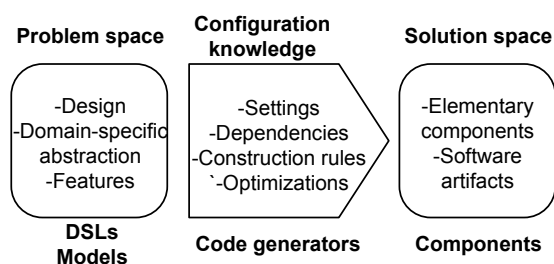 Problem space
Configuration
knowledge
Solution space
-Design
-Domain-specific
abstraction
-Features
-Settings
-Dependencies
-Construction rules
`-Optimizations
-Elementary
components
-Software
artifacts
DSLs
Models
Code generators
Components